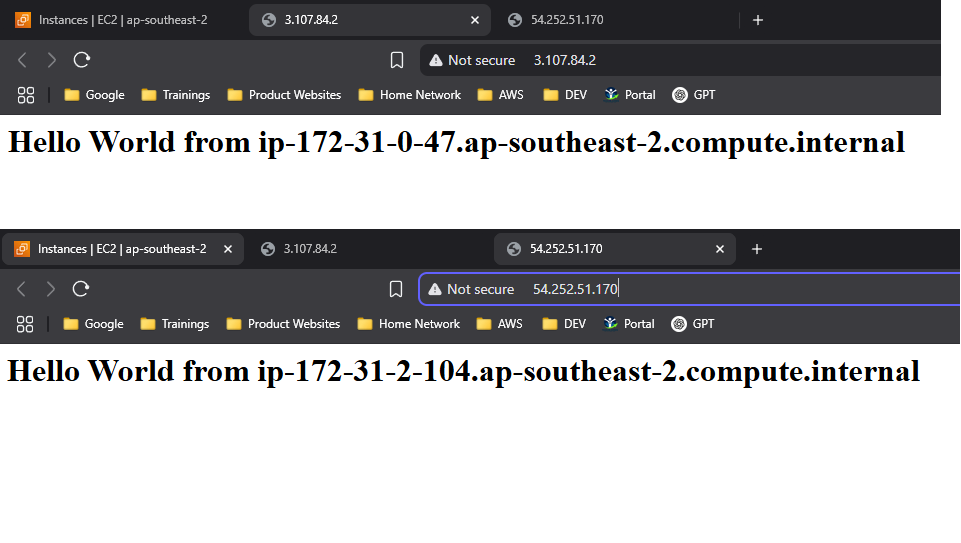 Instances | EC2 | ap-southeast-2 3.107.84.2 54.252.51.170
Not secure 3.107.84.2
Google Trainings Product Websites Home Network AWS DEV Portal GPT
Hello World from ip-172-31-0-47.ap-southeast-2.compute.internal
Instances | EC2 | ap-southeast-2 3.107.84.2 54.252.51.170
Not secure 54.252.51.170
Google Trainings Product Websites Home Network AWS DEV Portal GPT
Hello World from ip-172-31-2-104.ap-southeast-2.compute.internal